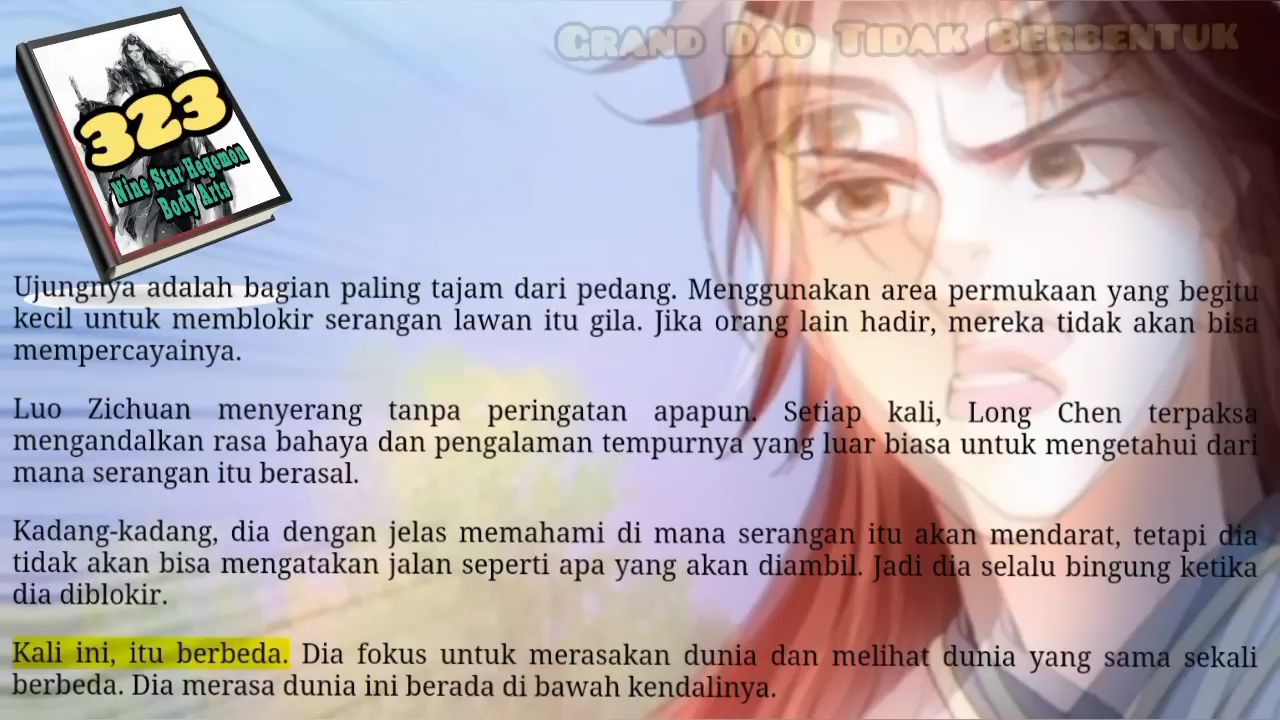 Grand Dao Tidak Berbentuk
323
Nine Star Hegemon
Body Arts
Ujungnya adalah bagian paling tajam dari pedang. Menggunakan area permukaan yang begitu
kecil untuk memblokir serangan lawan itu gila. Jika orang lain hadir, mereka tidak akan bisa
mempercayainya.
Luo Zichuan menyerang tanpa peringatan apapun. Setiap kali, Long Chen terpaksa
mengandalkan rasa bahaya dan pengalaman tempurnya yang luar biasa untuk mengetahui dari
mana serangan itu berasal.
Kadang-kadang, dia dengan jelas memahami di mana serangan itu akan mendarat, tetapi dia
tidak akan bisa mengatakan jalan seperti apa yang akan diambil. Jadi dia selalu bingung ketika
dia diblokir.
Kali ini, itu berbeda. Dia fokus untuk merasakan dunia dan melihat dunia yang sama sekali
berbeda. Dia merasa dunia ini berada di bawah kendalinya.